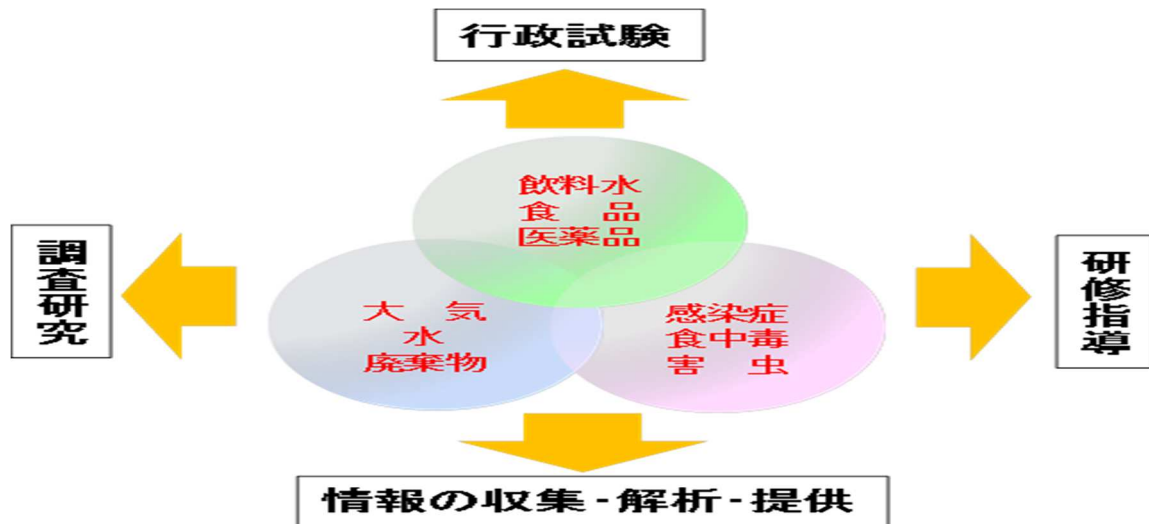 行政試験
飲料水
食　品
医薬品
調査研究
大　気
水
廃棄物
感染症
食中毒
害　虫
研修指導
情報の収集-解析-提供